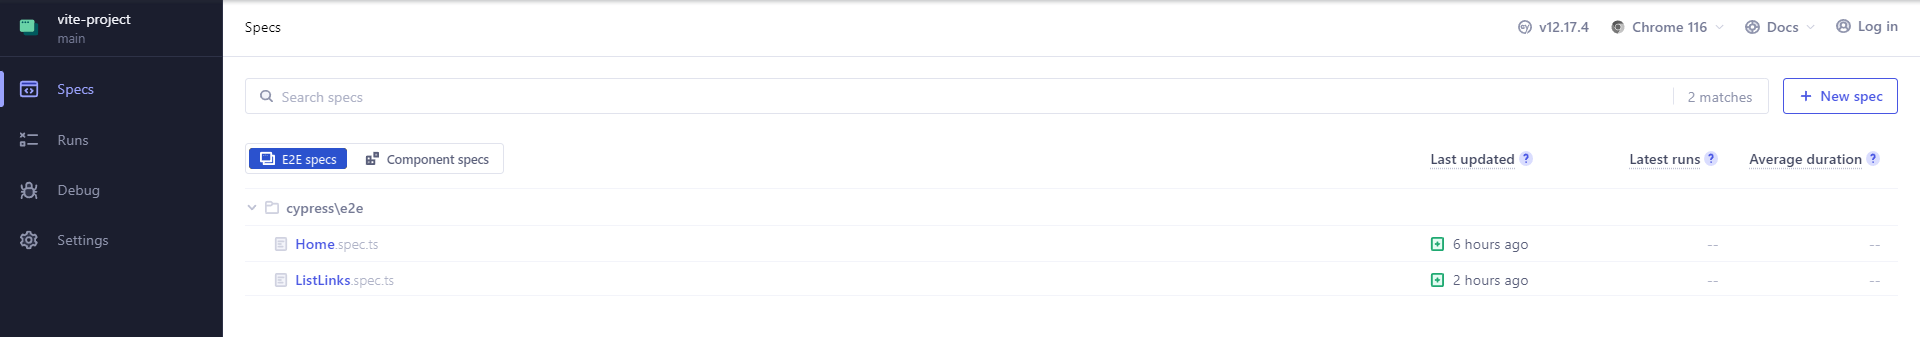 vite-project
main
Specs
Runs
Debug
Settings
Specs
v12.17.4
Chrome 116
Docs
Log in
Search specs
2 matches
+ New spec
E2E specs
Component specs
Last updated ?
Latest runs ?
Average duration ?
cypress\e2e
Home.spec.ts
6 hours ago
--
--
ListLinks.spec.ts
2 hours ago
--
--